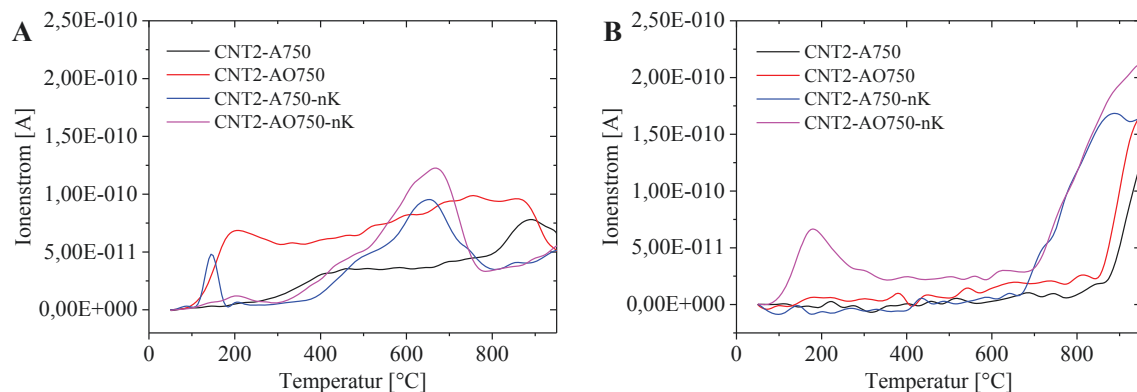 A
2,50E-010
2,00E-010
1,50E-010
1,00E-010
5,00E-011
0,00E+000
Ionenstrom [A]
CNT2-A750
CNT2-AO750
CNT2-A750-nK
CNT2-AO750-nK
0 200 400 600 800
Temperatur [°C]
B
2,50E-010
2,00E-010
1,50E-010
1,00E-010
5,00E-011
0,00E+000
Ionenstrom [A]
CNT2-A750
CNT2-AO750
CNT2-A750-nK
CNT2-AO750-nK
0 200 400 600 800
Temperatur [°C]